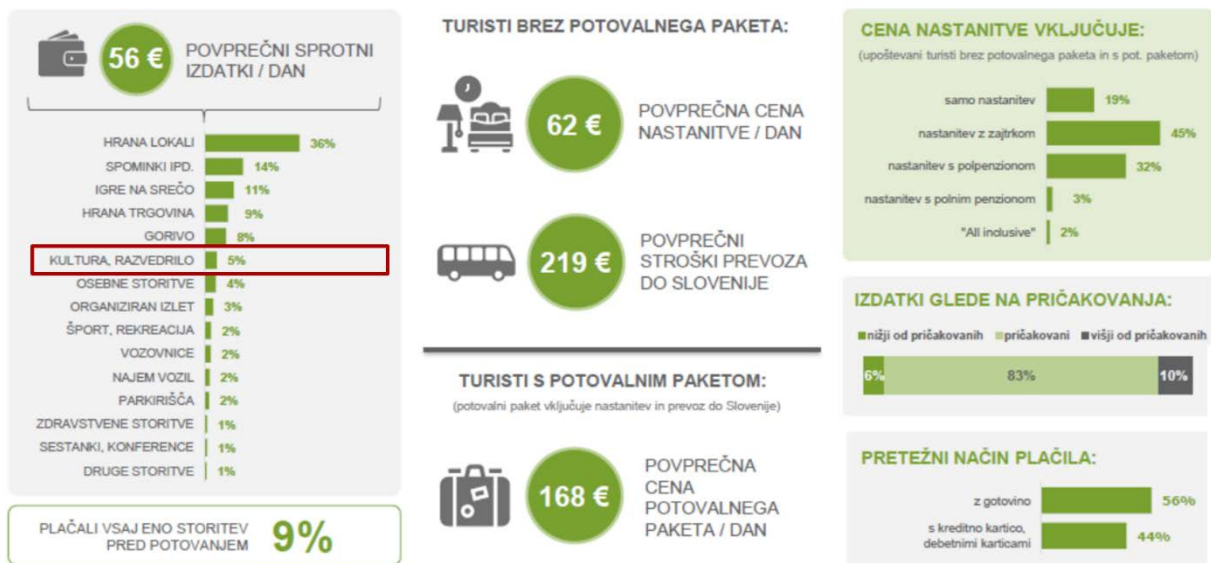 56 €
POVPREČNI SPROTNI
IZDATKI / DAN
HRANA LOKALI 36%
SPOMINKI IPD. 14%
IGRE NA SREČO 11%
HRANA TRGOVINA 9%
GORIVO 8%
KULTURA, RAZVEDRILO 5%
OSEBNE STORITVE 4%
ORGANIZIRAN IZLET 3%
ŠPORT, REKREACIJA 2%
VOZOVNICE 2%
NAJEM VOZIL 2%
PARKIRIŠČA 2%
ZDRAVSTVENE STORITVE 1%
SESTANKI, KONFERENCE 1%
DRUGE STORITVE 1%
PLAČALI VSAJ ENO STORITEV
PRED POTOVANJEM
9%
TURISTI BREZ POTOVALNEGA PAKETA:
62 €
POVPREČNA CENA
NASTANITVE / DAN
219 €
POVPREČNI
STROŠKI PREVOZA
DO SLOVENIJE
TURISTI S POTOVALNIM PAKETOM:
(potovalni paket vključuje nastanitev in prevoz do Slovenije)
168 €
POVPREČNA
CENA
POTOVALNEGA
PAKETA / DAN
CENA NASTANITVE VKLJUČUJE:
(upoštevani turisti brez potovalnega paketa in s pot. paketom)
samo nastanitev 19%
nastanitev z zajtrkom 45%
nastanitev s polpenzionom 32%
nastanitev s polnim penzionom 3%
"All inclusive" 2%
IZDATKI GLEDE NA PRIČAKOVANJA:
nižji od pričakovanih pričakovani višji od pričakovanih
6% 83% 10%
PRETEŽNI NAČIN PLAČILA:
z gotovino 56%
s kreditno kartico,
debetnimi karticami 44%